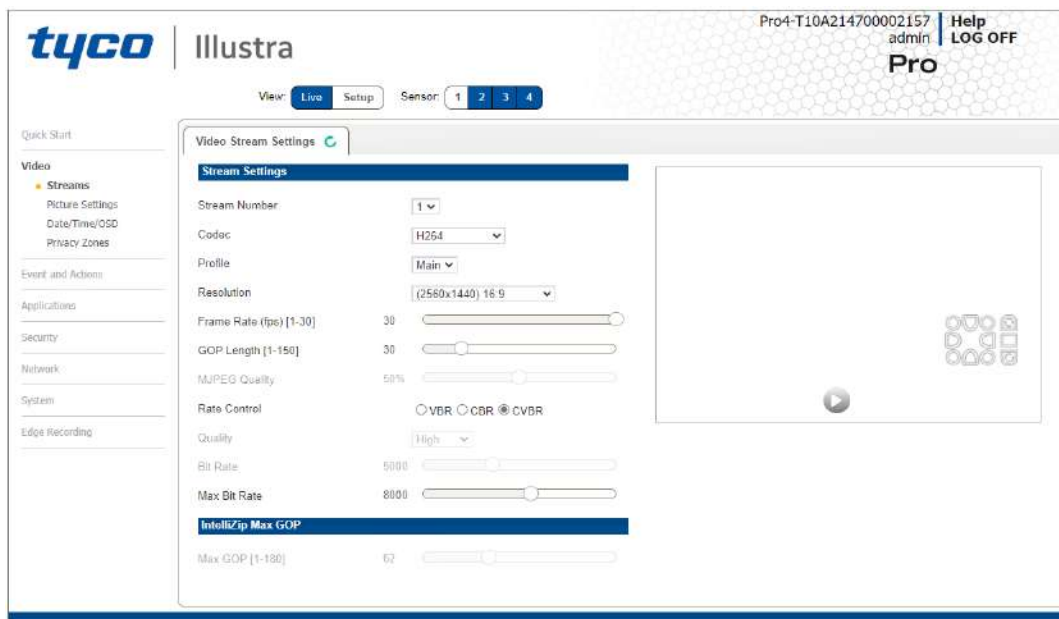 Pro4-T10A214700002157 Help
admin LOG OFF
tyco Illustra
Pro
View: Live Setup Sensor: 1 2 3 4
Quick Start
Video
Streams
Picture Settings
Date/Time/OSD
Privacy Zones
Event and Actions
Applications
Security
Network
System
Edge Recording
Video Stream Settings
Stream Settings
Stream Number 1
Codec H264
Profile Main
Resolution (2560x1440) 16:9
Frame Rate (fps) [1-30] 30
GOP Length [1-150] 30
MJPEG Quality 50%
Rate Control VBR CBR CVBR
Quality High
Bit Rate 5000
Max Bit Rate 8000
IntelliZip Max GOP
Max GOP [1-180] 62